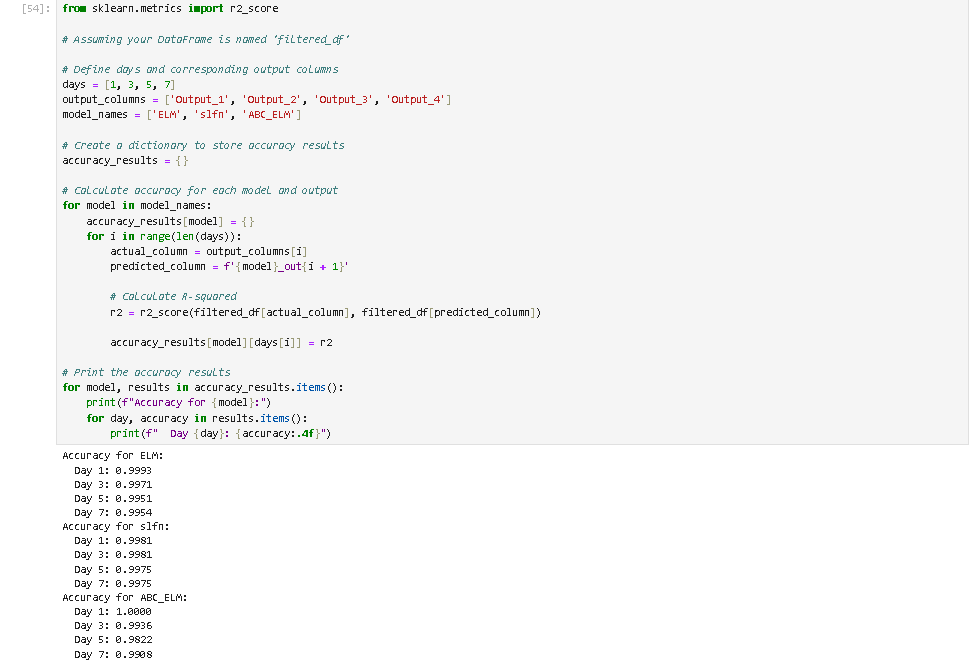 [54]: from sklearn.metrics import r2_score
# Assuming your DataFrame is named 'filtered_df'
# Define days and corresponding output columns
days = [1, 3, 5, 7]
output_columns = ['Output_1', 'Output_2', 'Output_3', 'Output_4']
model_names = ['ELM', 'slfn', 'ABC_ELM']
# Create a dictionary to store accuracy results
accuracy_results = {}
# Calculate accuracy for each model and output
for model in model_names:
    accuracy_results[model] = {}
    for i in range(len(days)):
        actual_column = output_columns[i]
        predicted_column = f'{model}_out{i + 1}'
        # Calculate R-squared
        r2 = r2_score(filtered_df[actual_column], filtered_df[predicted_column])
        accuracy_results[model][days[i]] = r2
# Print the accuracy results
for model, results in accuracy_results.items():
    print(f"Accuracy for {model}:")
    for day, accuracy in results.items():
        print(f"  Day {day}: {accuracy:.4f}")
Accuracy for ELM:
  Day 1: 0.9993
  Day 3: 0.9971
  Day 5: 0.9951
  Day 7: 0.9954
Accuracy for slfn:
  Day 1: 0.9981
  Day 3: 0.9981
  Day 5: 0.9975
  Day 7: 0.9975
Accuracy for ABC_ELM:
  Day 1: 1.0000
  Day 3: 0.9936
  Day 5: 0.9822
  Day 7: 0.9908